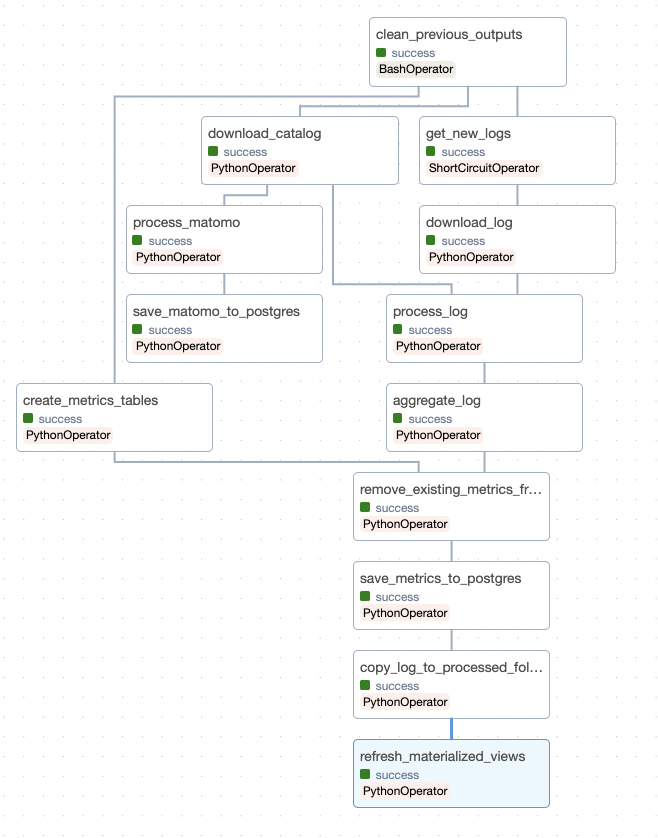 clean_previous_outputs
success
BashOperator
download_catalog
success
PythonOperator
get_new_logs
success
ShortCircuitOperator
process_matomo
success
PythonOperator
download_log
success
PythonOperator
save_matomo_to_postgres
success
PythonOperator
process_log
success
PythonOperator
create_metrics_tables
success
PythonOperator
aggregate_log
success
PythonOperator
remove_existing_metrics_fr...
success
PythonOperator
save_metrics_to_postgres
success
PythonOperator
copy_log_to_processed_fol...
success
PythonOperator
refresh_materialized_views
success
PythonOperator